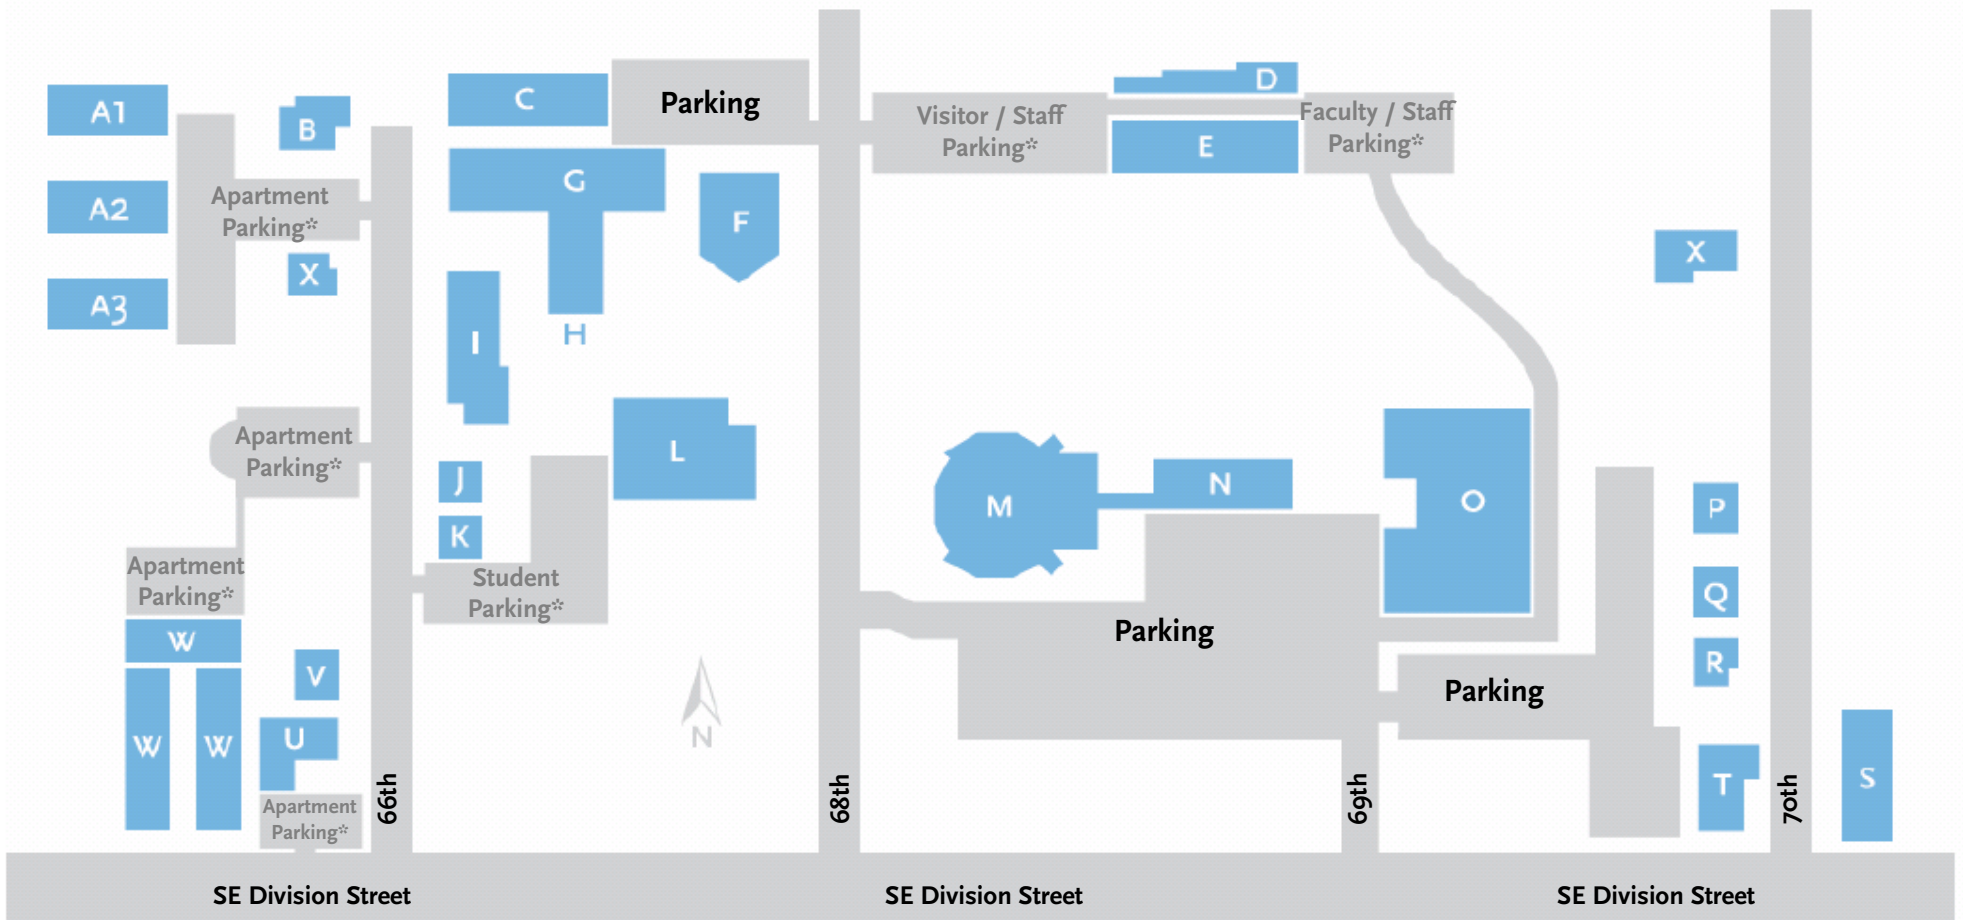 A1
B
C
Parking
Visitor / Staff
Parking*
D
E
Faculty / Staff
Parking*
A2
Apartment
Parking*
G
F
X
A3
X
I
H
Apartment
Parking*
L
J
K
M
N
O
P
Apartment
Parking*
Student
Parking*
Q
W
V
Parking
R
Parking
W
W
U
N
T
S
Apartment
Parking*
66th
68th
69th
70th
SE Division Street
SE Division Street
SE Division Street